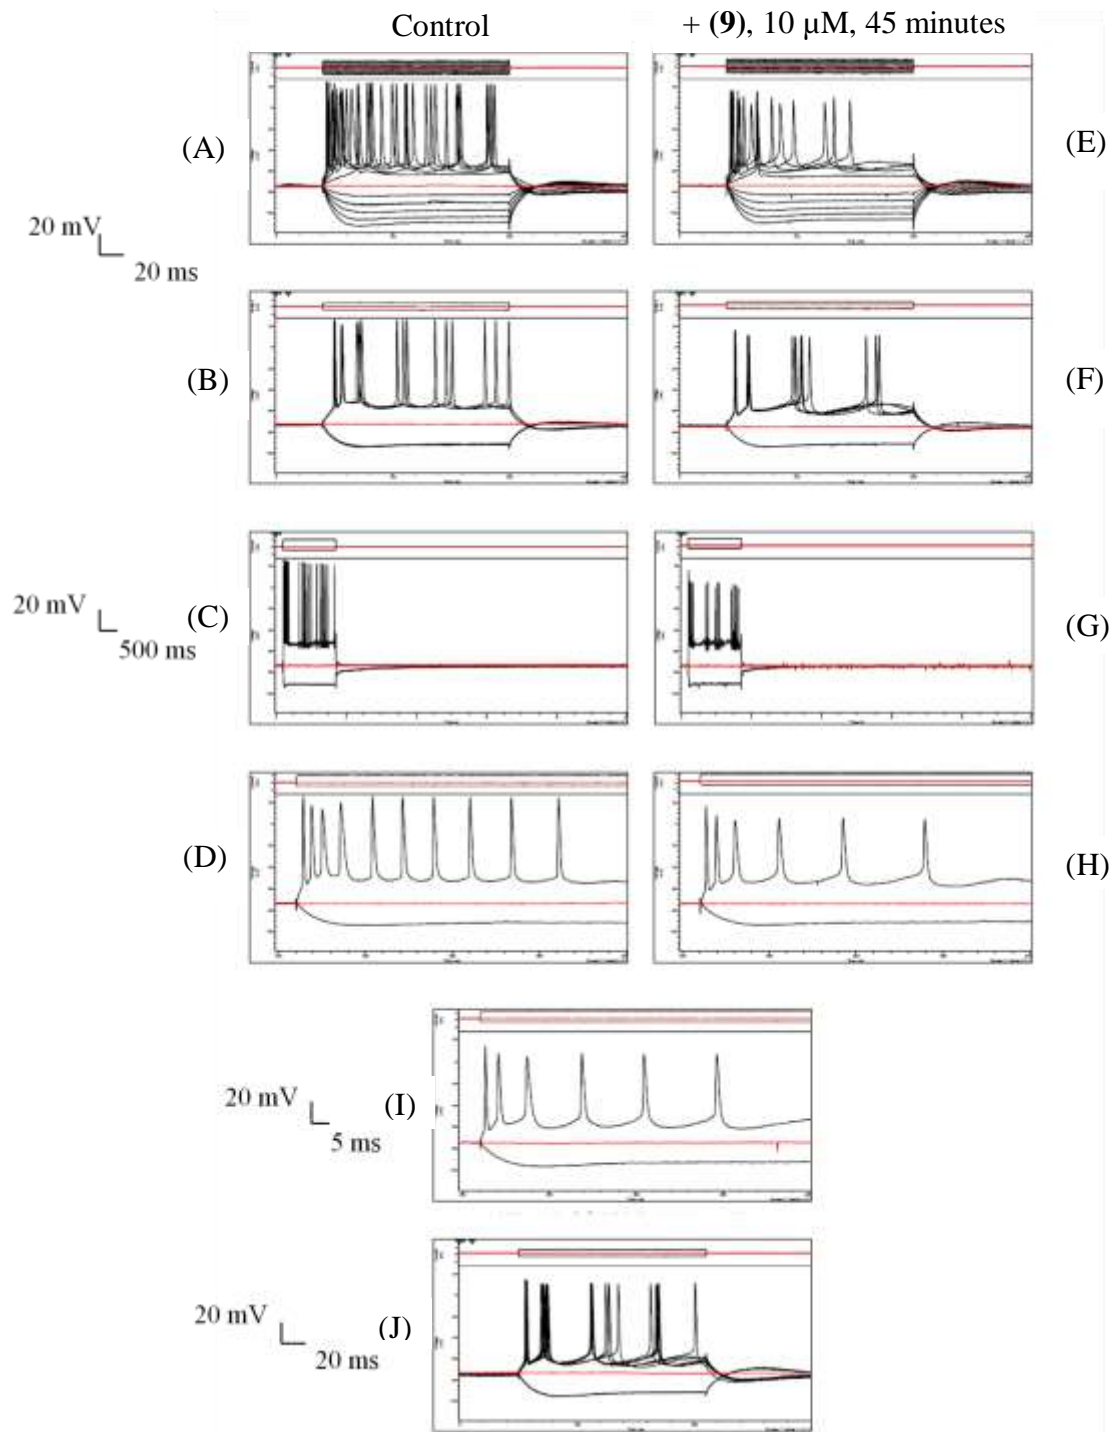 Control
+ (9), 10 µM, 45 minutes
(A)
(E)
20 mV
20 ms
(B)
(F)
20 mV
500 ms
(C)
(G)
(D)
(H)
20 mV
5 ms
(I)
20 mV
20 ms
(J)